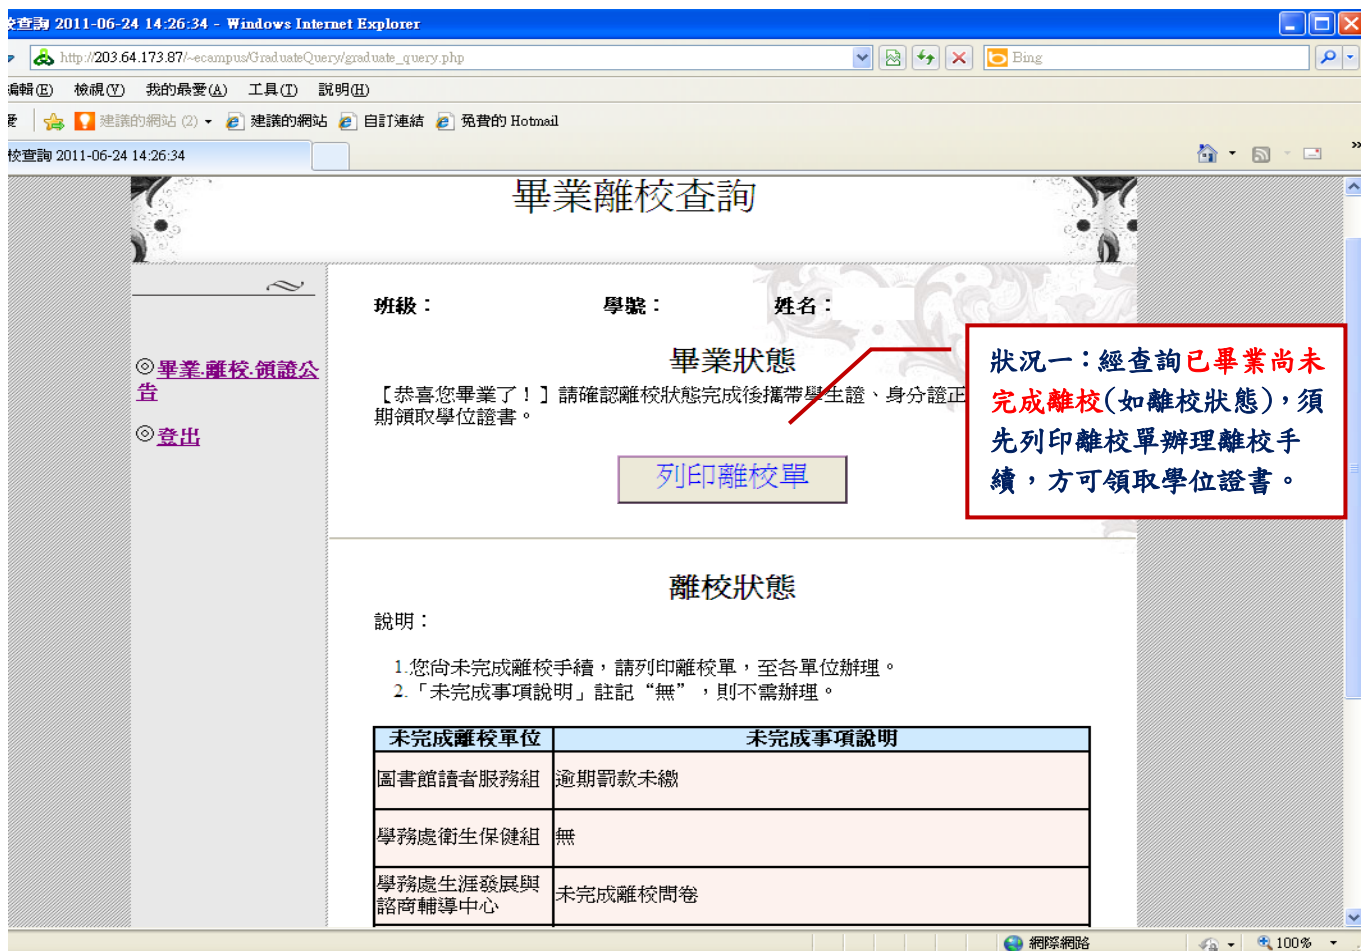 校查詢 2011-06-24 14:26:34 - Windows Internet Explorer
http://203.64.173.87/~ecampus/GraduateQuery/graduate_query.php
Bing
編輯(E) 檢視(V) 我的最愛(A) 工具(T) 說明(H)
建議的網站 (2) 建議的網站 自訂連結 免費的 Hotmail
校查詢 2011-06-24 14:26:34
畢業離校查詢
◎畢業.離校.領證公
告
◎登出
班級： 學號： 姓名：
畢業狀態
【恭喜您畢業了！】請確認離校狀態完成後攜帶學生證、身分證正
期領取學位證書。
列印離校單
狀況一：經查詢已畢業尚未
完成離校(如離校狀態)，須
先列印離校單辦理離校手
續，方可領取學位證書。
離校狀態
說明：
1.您尚未完成離校手續，請列印離校單，至各單位辦理。
2.「未完成事項說明」註記“無”，則不需辦理。
未完成離校單位 未完成事項說明
圖書館讀者服務組 逾期罰款未繳
學務處衛生保健組 無
學務處生涯發展與
諮商輔導中心 未完成離校問卷
網際網路 100%